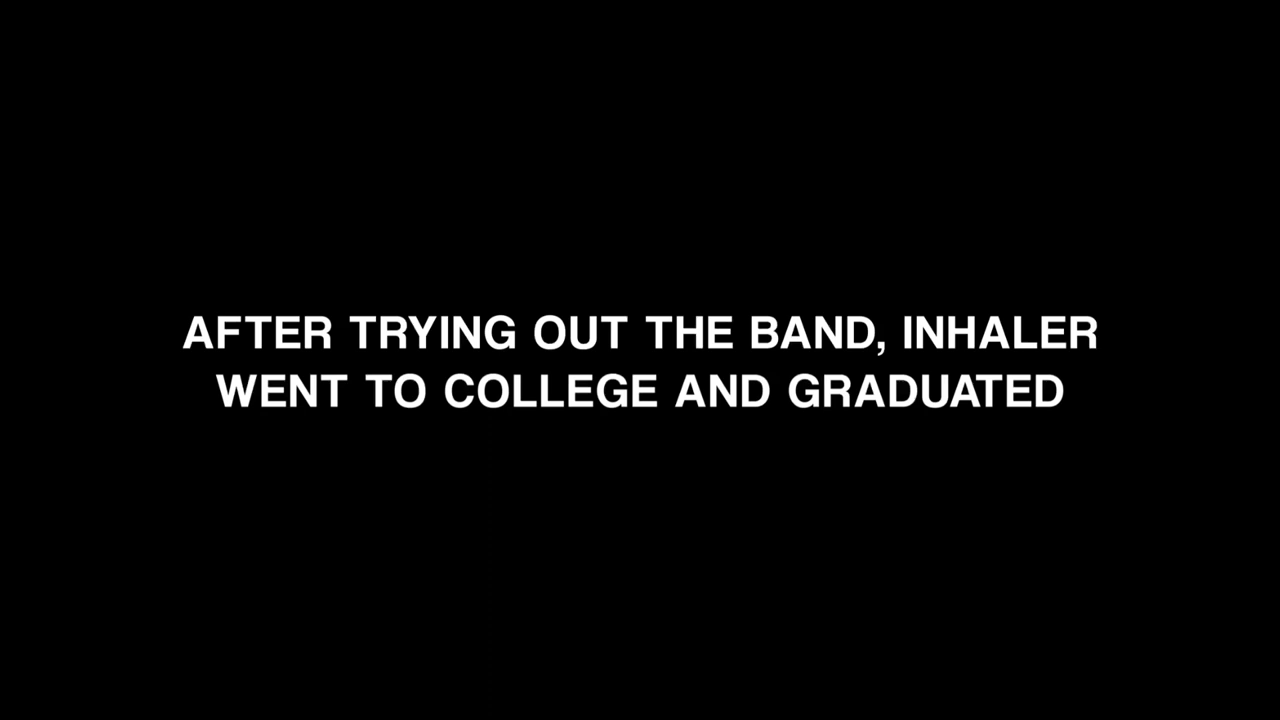 AFTER TRYING OUT THE BAND, INHALER
WENT TO COLLEGE AND GRADUATED